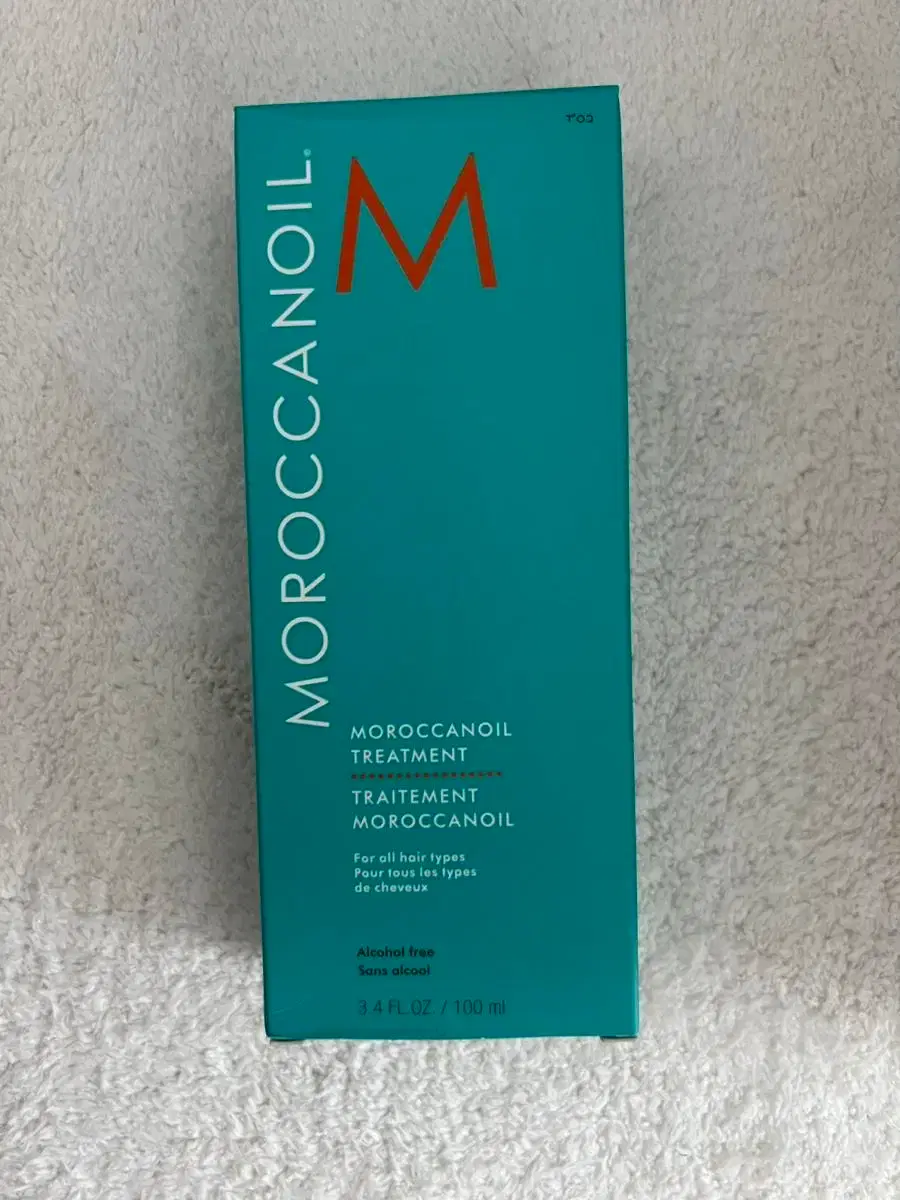 MOROCCANOIL®
M
MOROCCANOIL
TREATMENT
TRAITEMENT
MOROCCANOIL
For all hair types
Pour tous les types
de cheveux
Alcohol free
Sans alcool
3.4 FL.OZ. / 100 ml